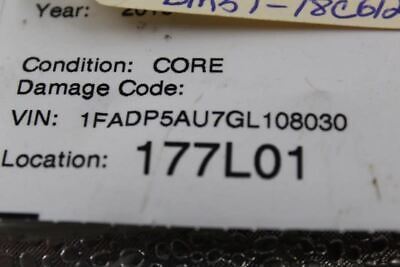 Year:
Condition: CORE
Damage Code:
VIN: 1FADP5AU7GL108030
Location: 177L01